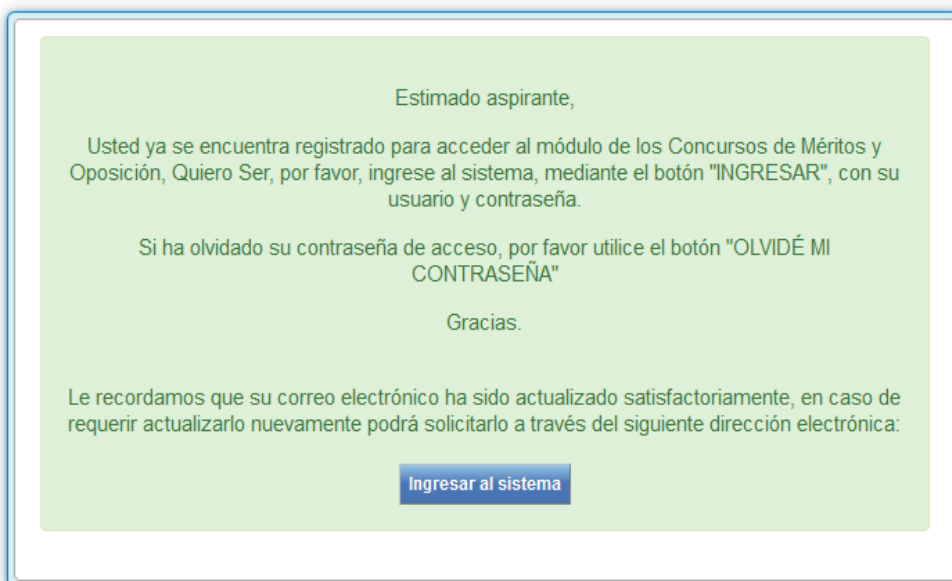 Estimado aspirante,
Usted ya se encuentra registrado para acceder al módulo de los Concursos de Méritos y
Oposición, Quiero Ser, por favor, ingrese al sistema, mediante el botón "INGRESAR", con su
usuario y contraseña.
Si ha olvidado su contraseña de acceso, por favor utilice el botón "OLVIDÉ MI
CONTRASEÑA"
Gracias.
Le recordamos que su correo electrónico ha sido actualizado satisfactoriamente, en caso de
requerir actualizarlo nuevamente podrá solicitarlo a través del siguiente dirección electrónica:
Ingresar al sistema